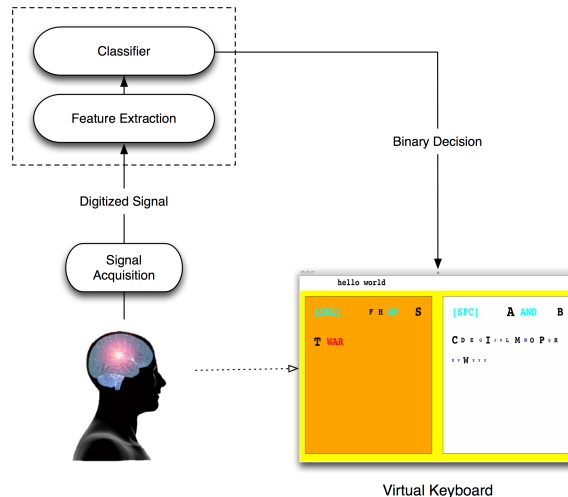 Classifier
Feature Extraction
Binary Decision
Digitized Signal
Signal
Acquisition
hello world
[DEL] F H OF S
T WAR
[SPC] A AND B
C D E G I J K L M N O P Q R
W
Virtual Keyboard